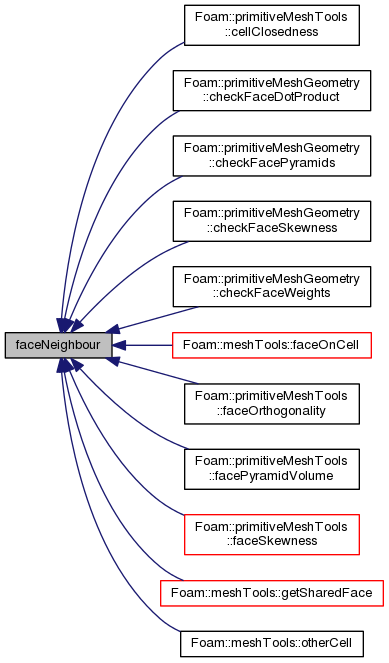 Foam::primitiveMeshTools
::cellClosedness
Foam::primitiveMeshGeometry
::checkFaceDotProduct
Foam::primitiveMeshGeometry
::checkFacePyramids
Foam::primitiveMeshGeometry
::checkFaceSkewness
Foam::primitiveMeshGeometry
::checkFaceWeights
faceNeighbour
Foam::meshTools::faceOnCell
Foam::primitiveMeshTools
::faceOrthogonality
Foam::primitiveMeshTools
::facePyramidVolume
Foam::primitiveMeshTools
::faceSkewness
Foam::meshTools::getSharedFace
Foam::meshTools::otherCell